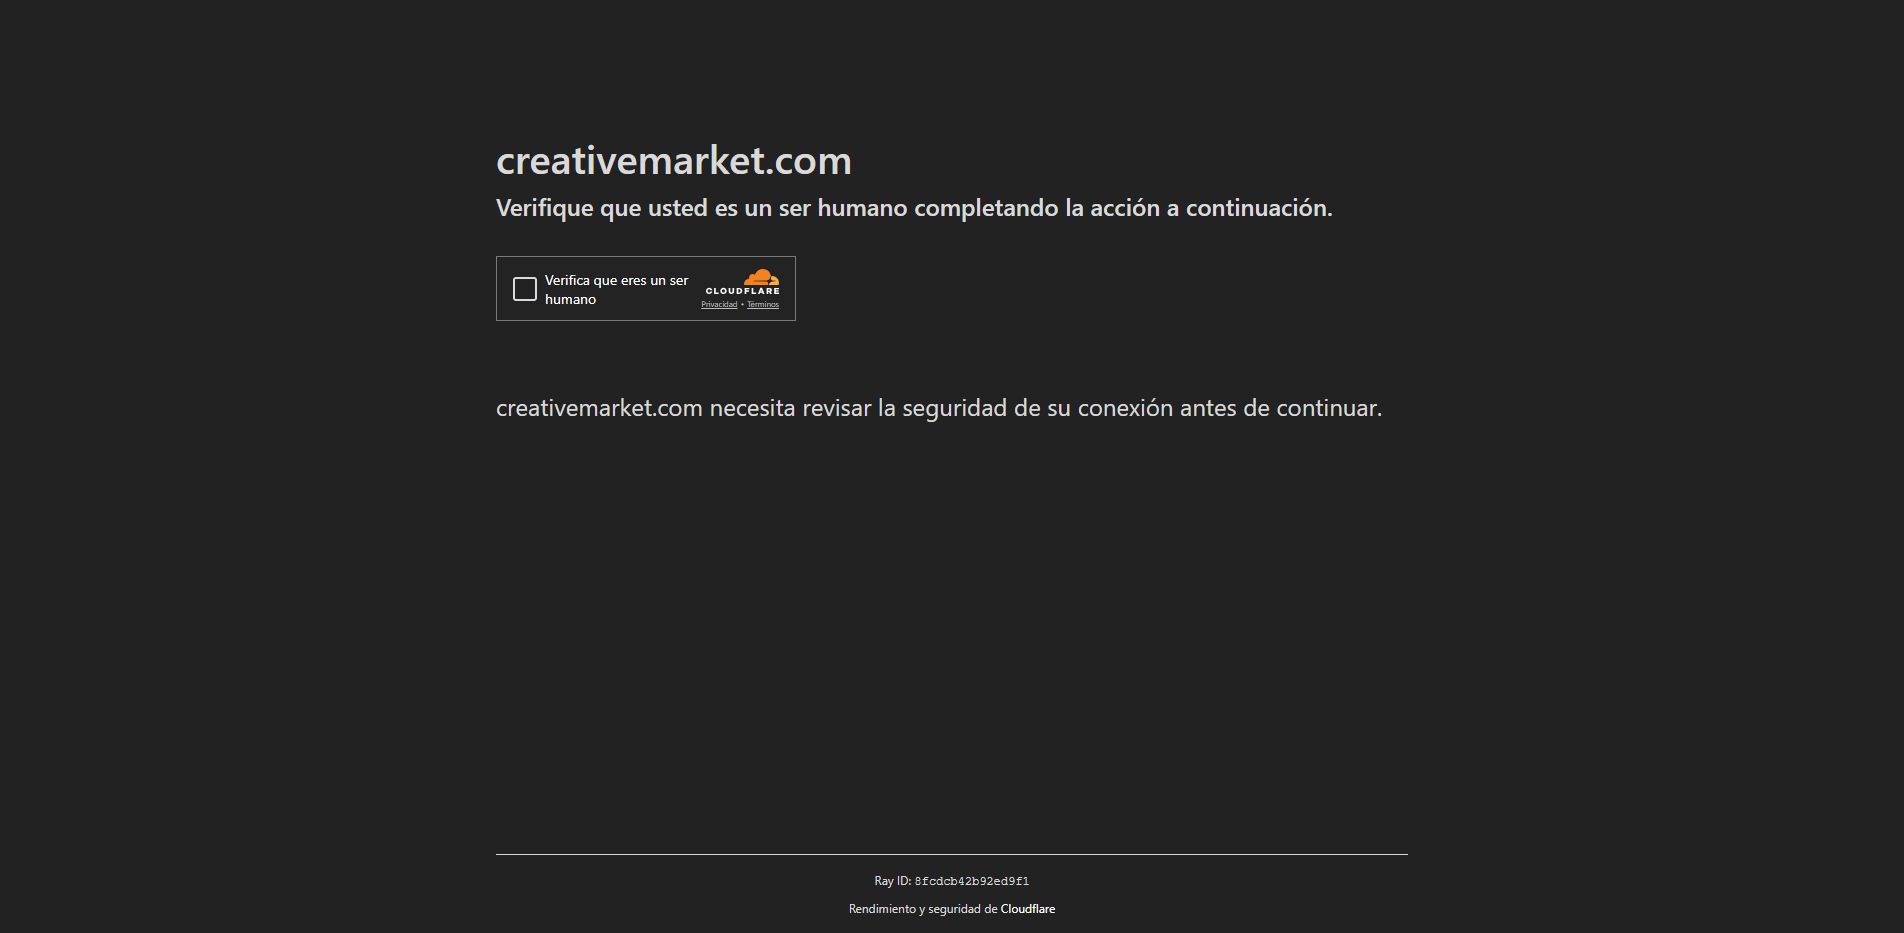 creativemarket.com
Verifique que usted es un ser humano completando la acción a continuación.
Verifica que eres un ser
humano
CLOUDFLARE
Privacidad • Términos
creativemarket.com necesita revisar la seguridad de su conexión antes de continuar.
Ray ID: 8fcdcb42b92ed9f1
Rendimiento y seguridad de Cloudflare